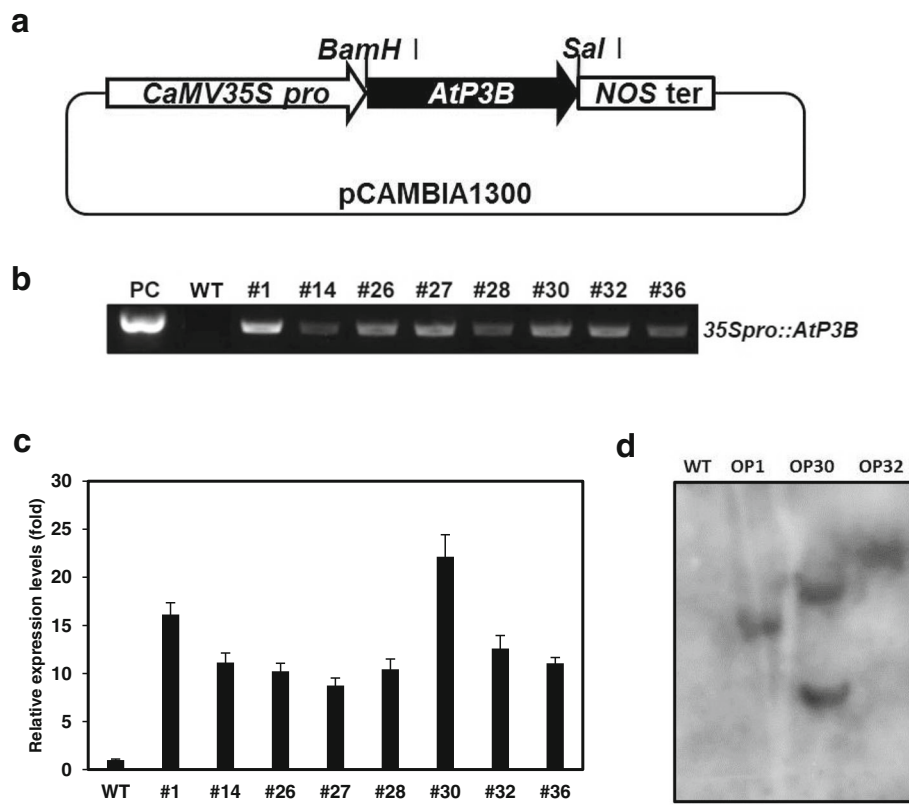 a
BamH I SalI
CaMV35S pro AtP3B NOS ter
pCAMBIA1300
b
PC WT #1 #14 #26 #27 #28 #30 #32 #36
35Spro::AtP3B
c
Relative expression levels (fold)
30
25
20
15
10
5
0
WT #1 #14 #26 #27 #28 #30 #32 #36
d
WT OP1 OP30 OP32